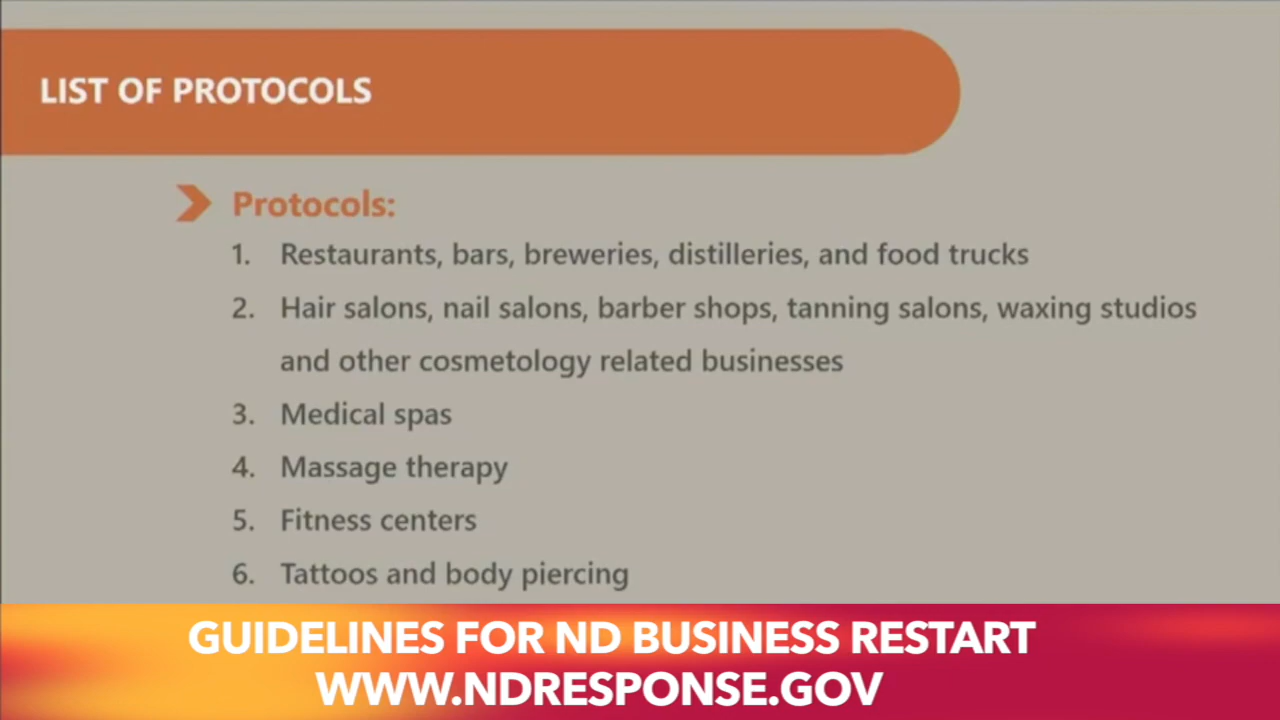 LIST OF PROTOCOLS
Protocols:
1. Restaurants, bars, breweries, distilleries, and food trucks
2. Hair salons, nail salons, barber shops, tanning salons, waxing studios
and other cosmetology related businesses
3. Medical spas
4. Massage therapy
5. Fitness centers
6. Tattoos and body piercing
GUIDELINES FOR ND BUSINESS RESTART
WWW.NDRESPONSE.GOV